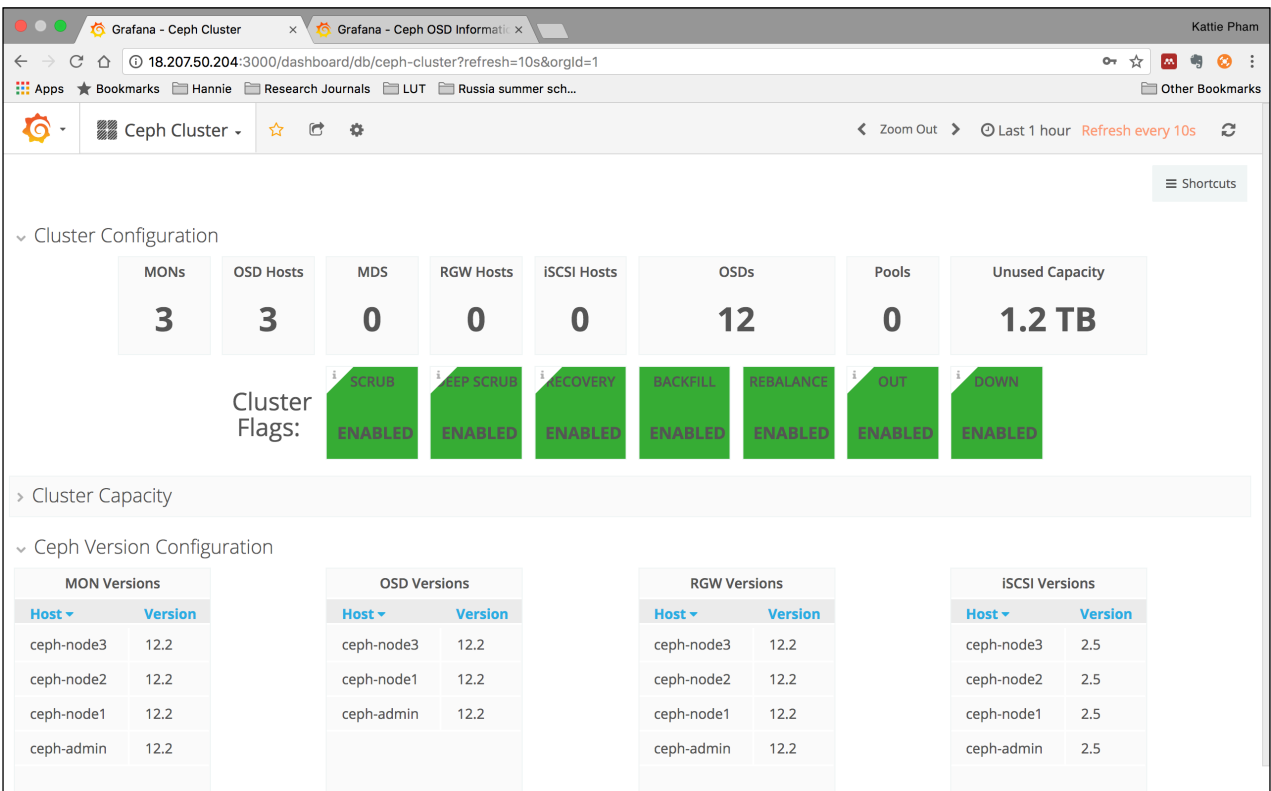 Grafana - Ceph Cluster
Grafana - Ceph OSD Informatic
Kattie Pham
18.207.50.204:3000/dashboard/db/ceph-cluster?refresh=10s&orgId=1
Apps Bookmarks Hannie Research Journals LUT Russia summer sch... Other Bookmarks
Ceph Cluster
Zoom Out Last 1 hour Refresh every 10s
Shortcuts
Cluster Configuration
MONs OSD Hosts MDS RGW Hosts iSCSI Hosts OSDs Pools Unused Capacity
3 3 0 0 0 12 0 1.2 TB
Cluster Flags:
SCRUB DEEP SCRUB RECOVERY BACKFILL REBALANCE OUT DOWN
ENABLED ENABLED ENABLED ENABLED ENABLED ENABLED ENABLED
Cluster Capacity
Ceph Version Configuration
MON Versions OSD Versions RGW Versions iSCSI Versions
Host Version Host Version Host Version Host Version
ceph-node3 12.2 ceph-node3 12.2 ceph-node3 12.2 ceph-node3 2.5
ceph-node2 12.2 ceph-node1 12.2 ceph-node2 12.2 ceph-node2 2.5
ceph-node1 12.2 ceph-admin 12.2 ceph-node1 12.2 ceph-node1 2.5
ceph-admin 12.2 ceph-admin 12.2 ceph-admin 2.5